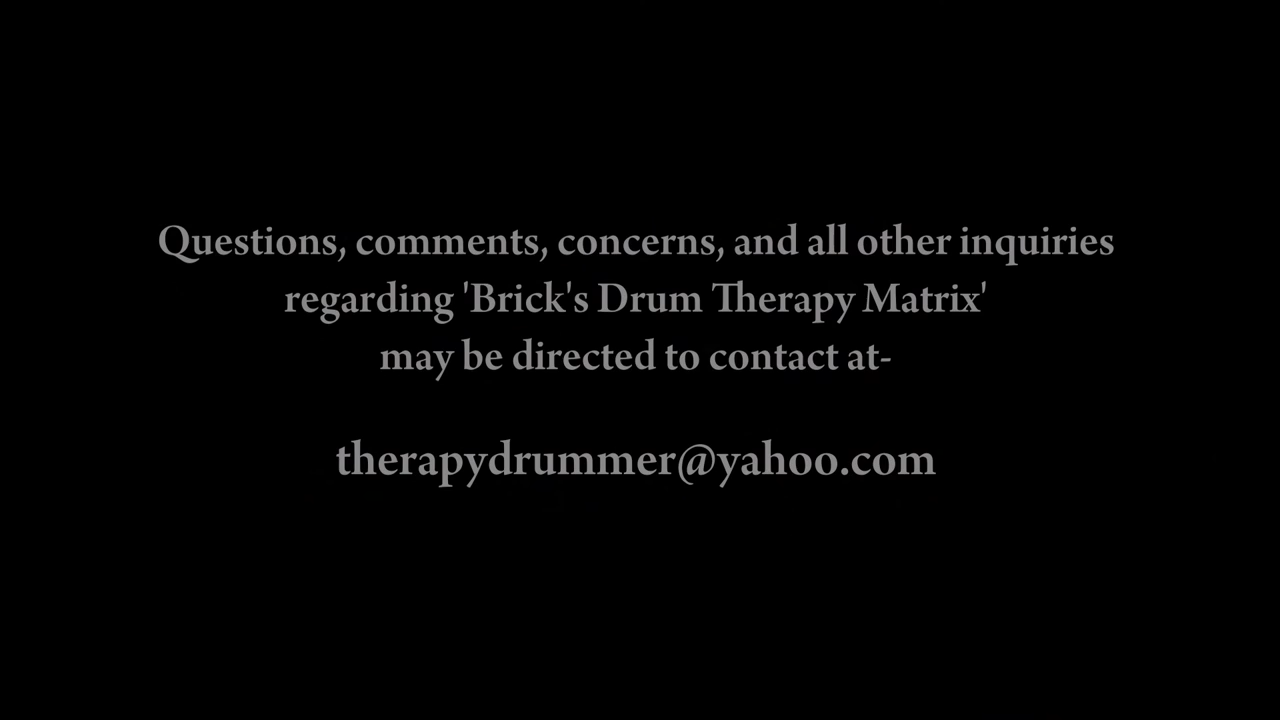 Questions, comments, concerns, and all other inquiries
regarding 'Brick's Drum Therapy Matrix'
may be directed to contact at-
therapydrummer@yahoo.com